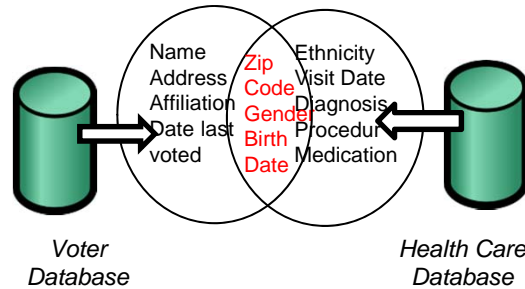 Name
Address
Affiliation
Date last
voted
Zip
Code
Gender
Birth
Date
Ethnicity
Visit Date
Diagnosis
Procedur
Medication
Voter
Database
Health Care
Database